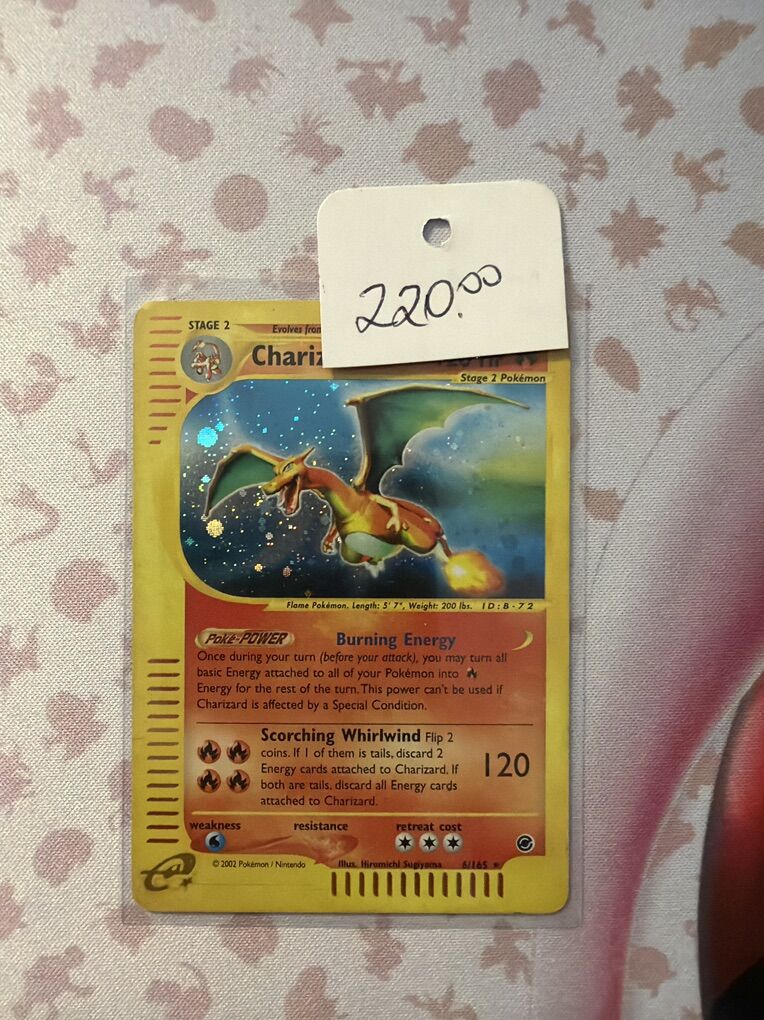 220.00
STAGE 2
Evolves from
Chariz
Stage 2 Pokémon
Flame Pokémon. Length: 5' 7", Weight: 200 lbs. ID:B-72
Poké-POWER Burning Energy
Once during your turn (before your attack), you may turn all
basic Energy attached to all of your Pokémon into
Energy for the rest of the turn. This power can't be used if
Charizard is affected by a Special Condition.
Scorching Whirlwind Flip 2
coins. If 1 of them is tails, discard 2
Energy cards attached to Charizard. If
both are tails, discard all Energy cards
attached to Charizard.
120
weakness resistance retreat cost
© 2002 Pokémon / Nintendo Illus. Hiromichi Sugiyama 6/165